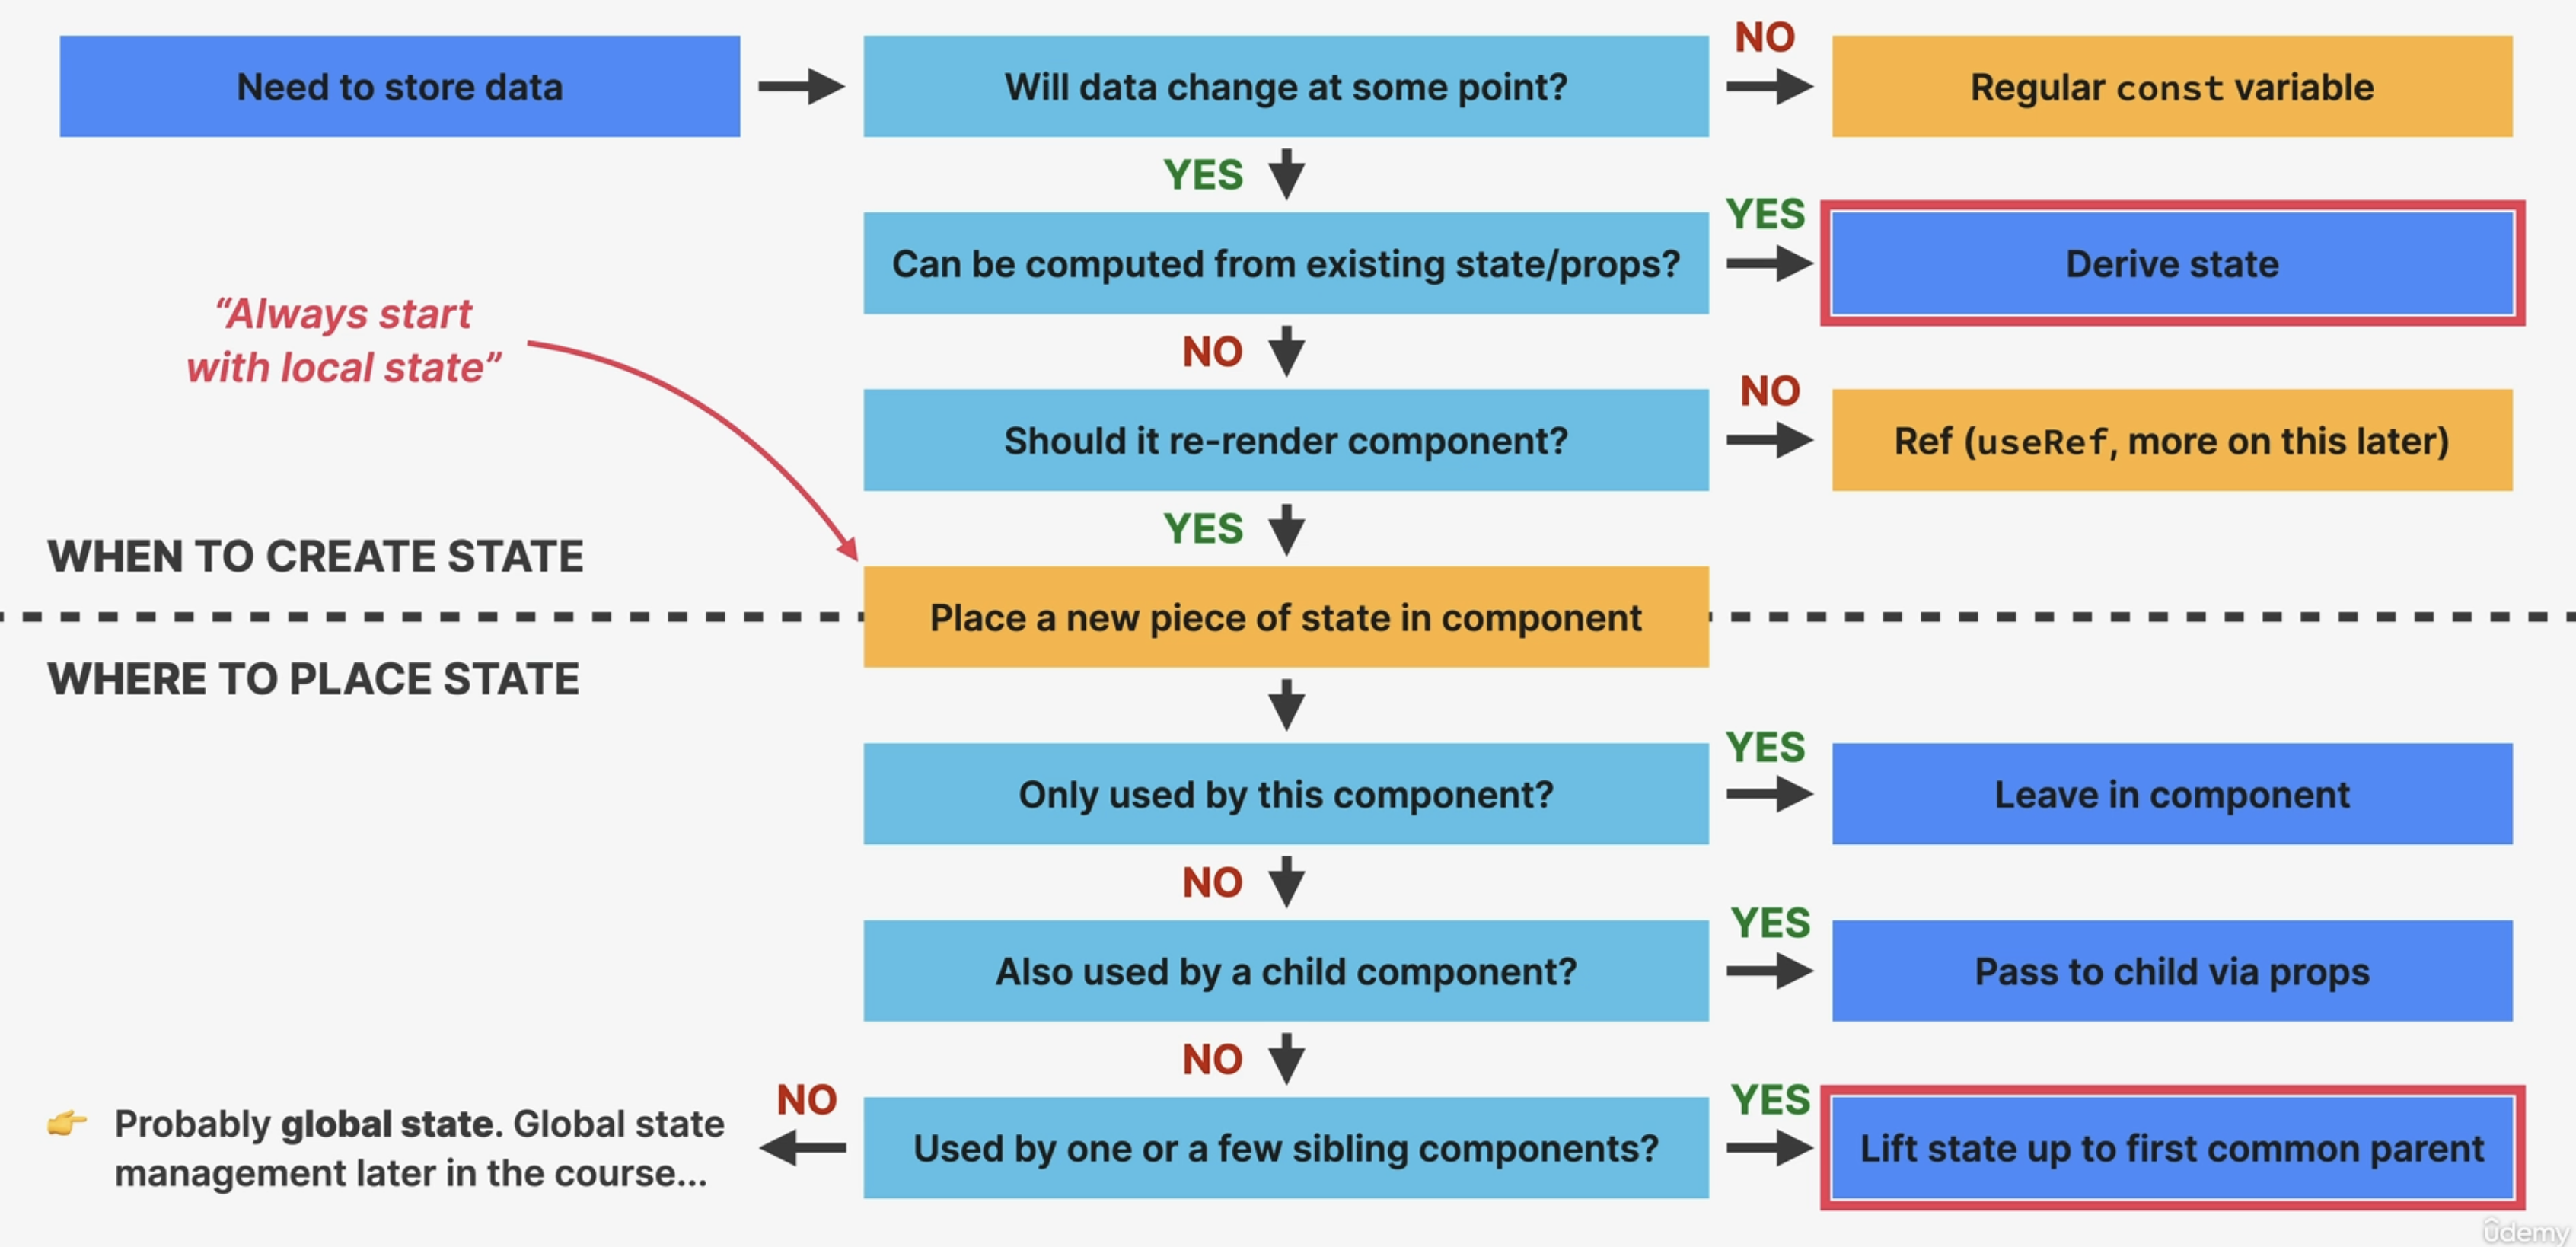 Need to store data
Will data change at some point?
NO
Regular const variable
YES
Can be computed from existing state/props?
YES
Derive state
“Always start
with local state”
NO
Should it re-render component?
NO
Ref (useRef, more on this later)
YES
WHEN TO CREATE STATE
Place a new piece of state in component
WHERE TO PLACE STATE
Only used by this component?
YES
Leave in component
NO
Also used by a child component?
YES
Pass to child via props
NO
Used by one or a few sibling components?
YES
Lift state up to first common parent
NO
👉 Probably global state. Global state
management later in the course...
ûdemy